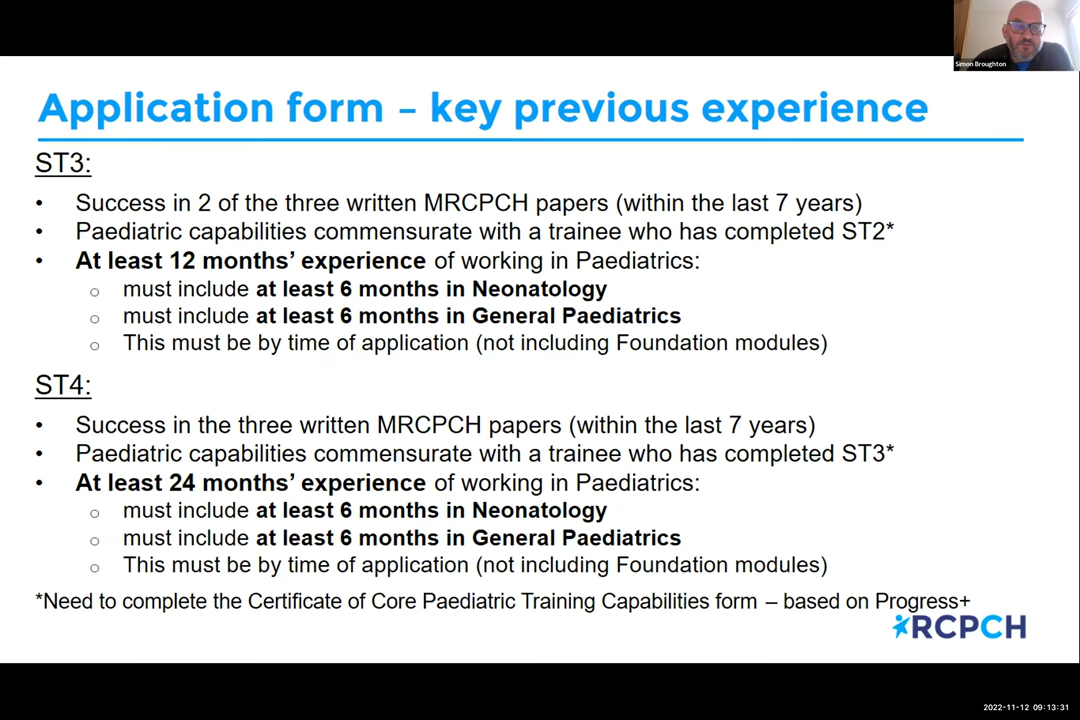 Simon Broughton
Application form – key previous experience
ST3:
• Success in 2 of the three written MRCPCH papers (within the last 7 years)
• Paediatric capabilities commensurate with a trainee who has completed ST2*
• At least 12 months’ experience of working in Paediatrics:
o must include at least 6 months in Neonatology
o must include at least 6 months in General Paediatrics
o This must be by time of application (not including Foundation modules)
ST4:
• Success in the three written MRCPCH papers (within the last 7 years)
• Paediatric capabilities commensurate with a trainee who has completed ST3*
• At least 24 months’ experience of working in Paediatrics:
o must include at least 6 months in Neonatology
o must include at least 6 months in General Paediatrics
o This must be by time of application (not including Foundation modules)
*Need to complete the Certificate of Core Paediatric Training Capabilities form – based on Progress+
RCPCH
2022-11-12 09:13:31